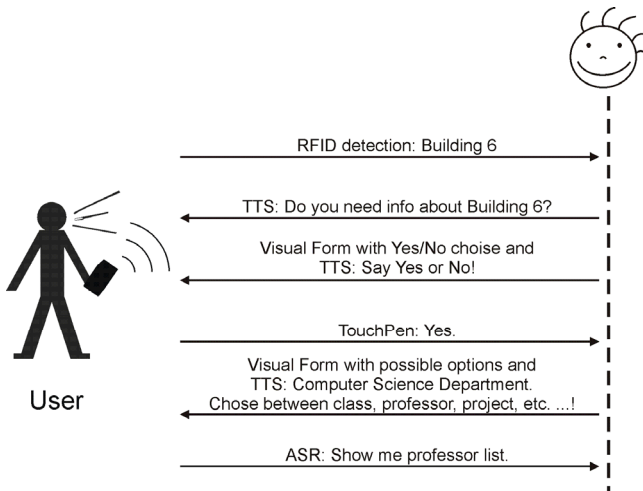 RFID detection: Building 6
TTS: Do you need info about Building 6?
Visual Form with Yes/No choise and
TTS: Say Yes or No!
TouchPen: Yes.
Visual Form with possible options and
TTS: Computer Science Department.
Chose between class, professor, project, etc. ...!
User
ASR: Show me professor list.